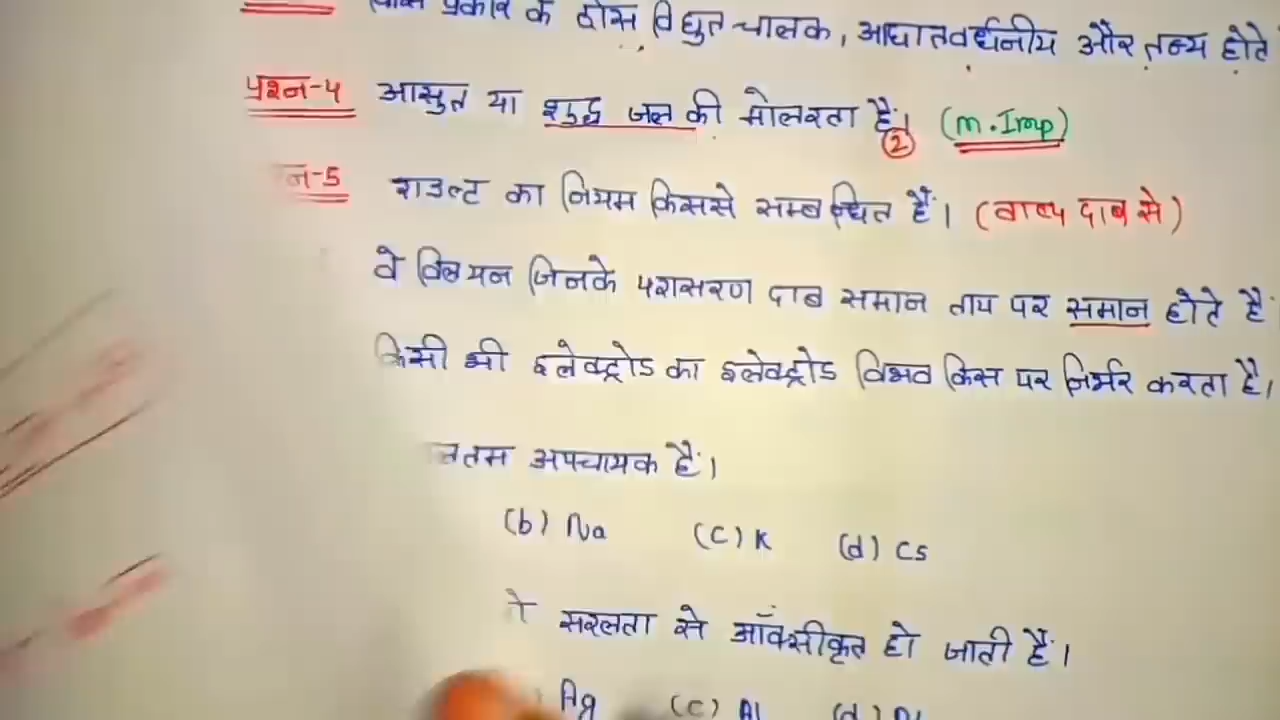 प्रकार के ठोस विद्युत चालक, आघातवर्धनीय और तन्य होते
प्रश्न-4 आसुत या शुद्ध जल की मोलरता है। (m. Imp)
2
न-5 राउल्ट का नियम किससे सम्बन्धित हैं। (वाष्प दाब से)
वे विलयन जिनके परासरण दाब समान ताप पर समान होते हैं
किसी भी इलेक्ट्रोड का इलेक्ट्रोड विभव किस पर निर्भर करता है।
तम अपचायक हैं।
(b) Na (c) K (d) Cs
सरलता से ऑक्सीकृत हो जाती हैं।
Ag (c) Al (d)